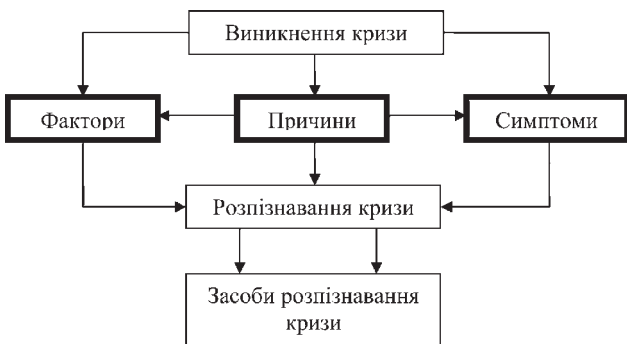 Виникнення кризи
Фактори
Причини
Симптоми
Розпізнавання кризи
Засоби розпізнавання
кризи